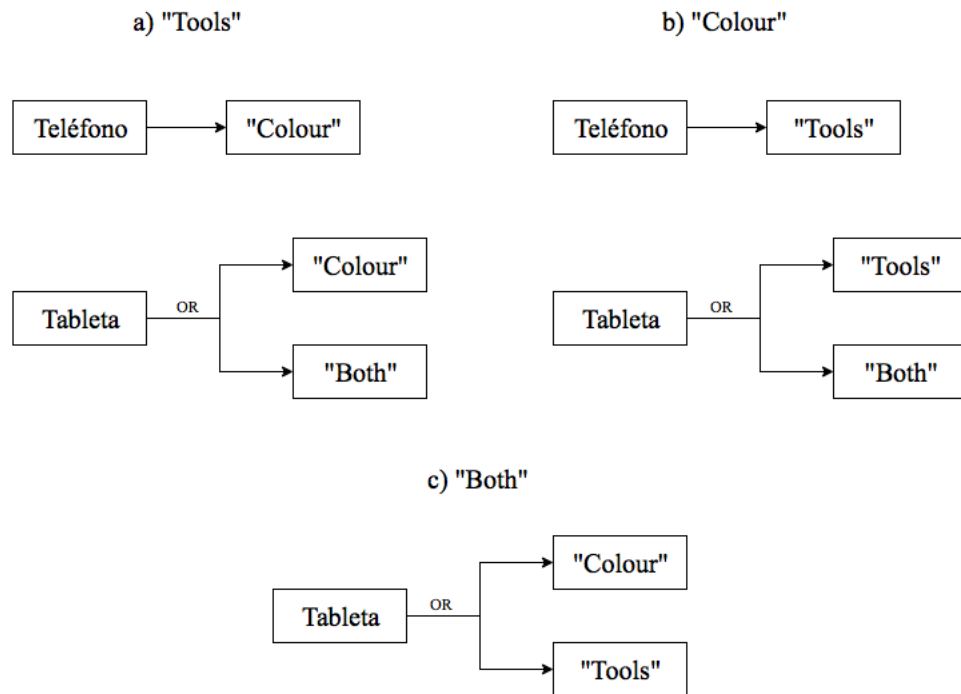 a) "Tools"
Teléfono
"Colour"
Tableta
OR
"Colour"
"Both"
b) "Colour"
Teléfono
"Tools"
Tableta
OR
"Tools"
"Both"
c) "Both"
Tableta
OR
"Colour"
"Tools"